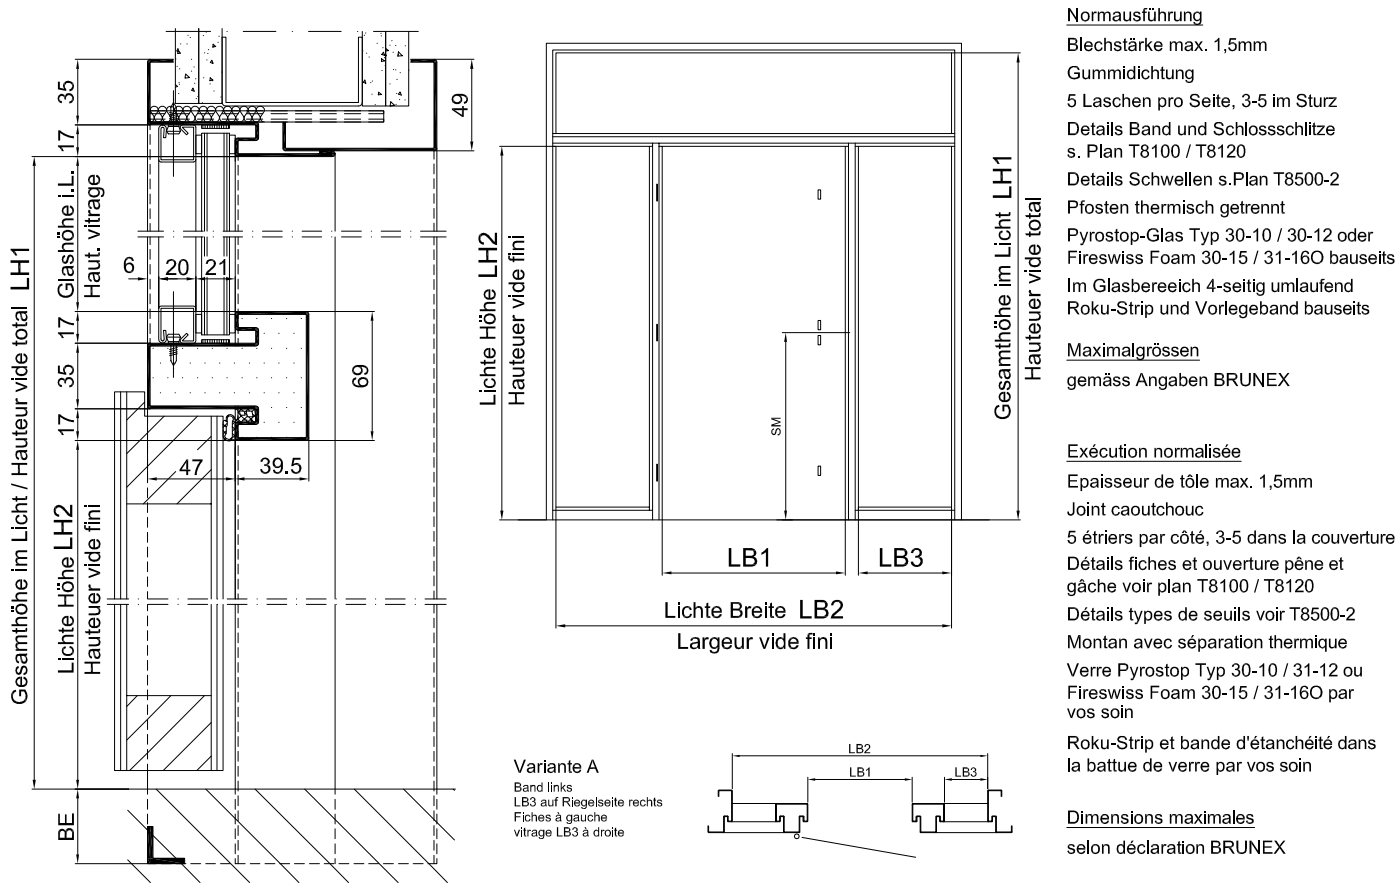 35
17
49
Gesamthöhe im Licht / Hauteur vide total LH1
Glashöhe i.L.
Haut. vitrage
6
20
21
17
35
17
69
47
39.5
Lichte Höhe LH2
Hauteuer vide fini
BE
Lichte Höhe LH2
Hauteuer vide fini
SM
Gesamthöhe im Licht LH1
Hauteuer vide total
LB1
LB3
Lichte Breite LB2
Largeur vide fini
Variante A
Band links
LB3 auf Riegelseite rechts
Fiches à gauche
vitrage LB3 à droite
LB2
LB1
LB3
Normausführung
Blechstärke max. 1,5mm
Gummidichtung
5 Laschen pro Seite, 3-5 im Sturz
Details Band und Schlossschlitze
s. Plan T8100 / T8120
Details Schwellen s.Plan T8500-2
Pfosten thermisch getrennt
Pyrostop-Glas Typ 30-10 / 30-12 oder
Fireswiss Foam 30-15 / 31-16O bauseits
Im Glasbereeich 4-seitig umlaufend
Roku-Strip und Vorlegeband bauseits
Maximalgrössen
gemäss Angaben BRUNEX
Exécution normalisée
Epaisseur de tôle max. 1,5mm
Joint caoutchouc
5 étriers par côté, 3-5 dans la couverture
Détails fiches et ouverture pêne et
gâche voir plan T8100 / T8120
Détails types de seuils voir T8500-2
Montan avec séparation thermique
Verre Pyrostop Typ 30-10 / 31-12 ou
Fireswiss Foam 30-15 / 31-16O par
vos soin
Roku-Strip et bande d'étanchéité dans
la battue de verre par vos soin
Dimensions maximales
selon déclaration BRUNEX